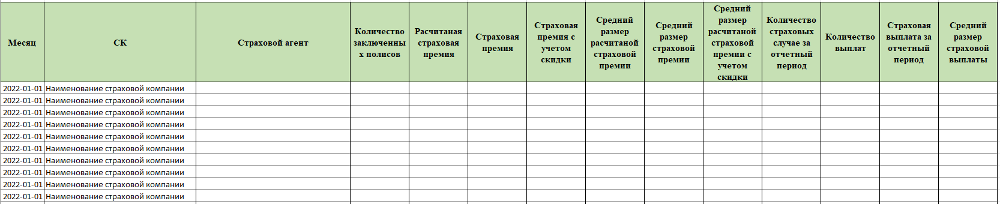 Месяц
СК
Страховой агент
Количество
заключенны
х полисов
Расчитаная
страховая
премия
Страховая
премия
Страховая
премия с
учетом
скидки
Средний
размер
расчитаной
страховой
премии
Средний
размер
страховой
премии
Средний
размер
расчитаной
страховой
премии с
учетом
скидки
Количество
страховых
случае за
отчетный
период
Количество
выплат
Страховая
выплата за
отчетный
период
Средний
размер
страховой
выплаты
2022-01-01 Наименование страховой компании
2022-01-01 Наименование страховой компании
2022-01-01 Наименование страховой компании
2022-01-01 Наименование страховой компании
2022-01-01 Наименование страховой компании
2022-01-01 Наименование страховой компании
2022-01-01 Наименование страховой компании
2022-01-01 Наименование страховой компании
2022-01-01 Наименование страховой компании
2022-01-01 Наименование страховой компании